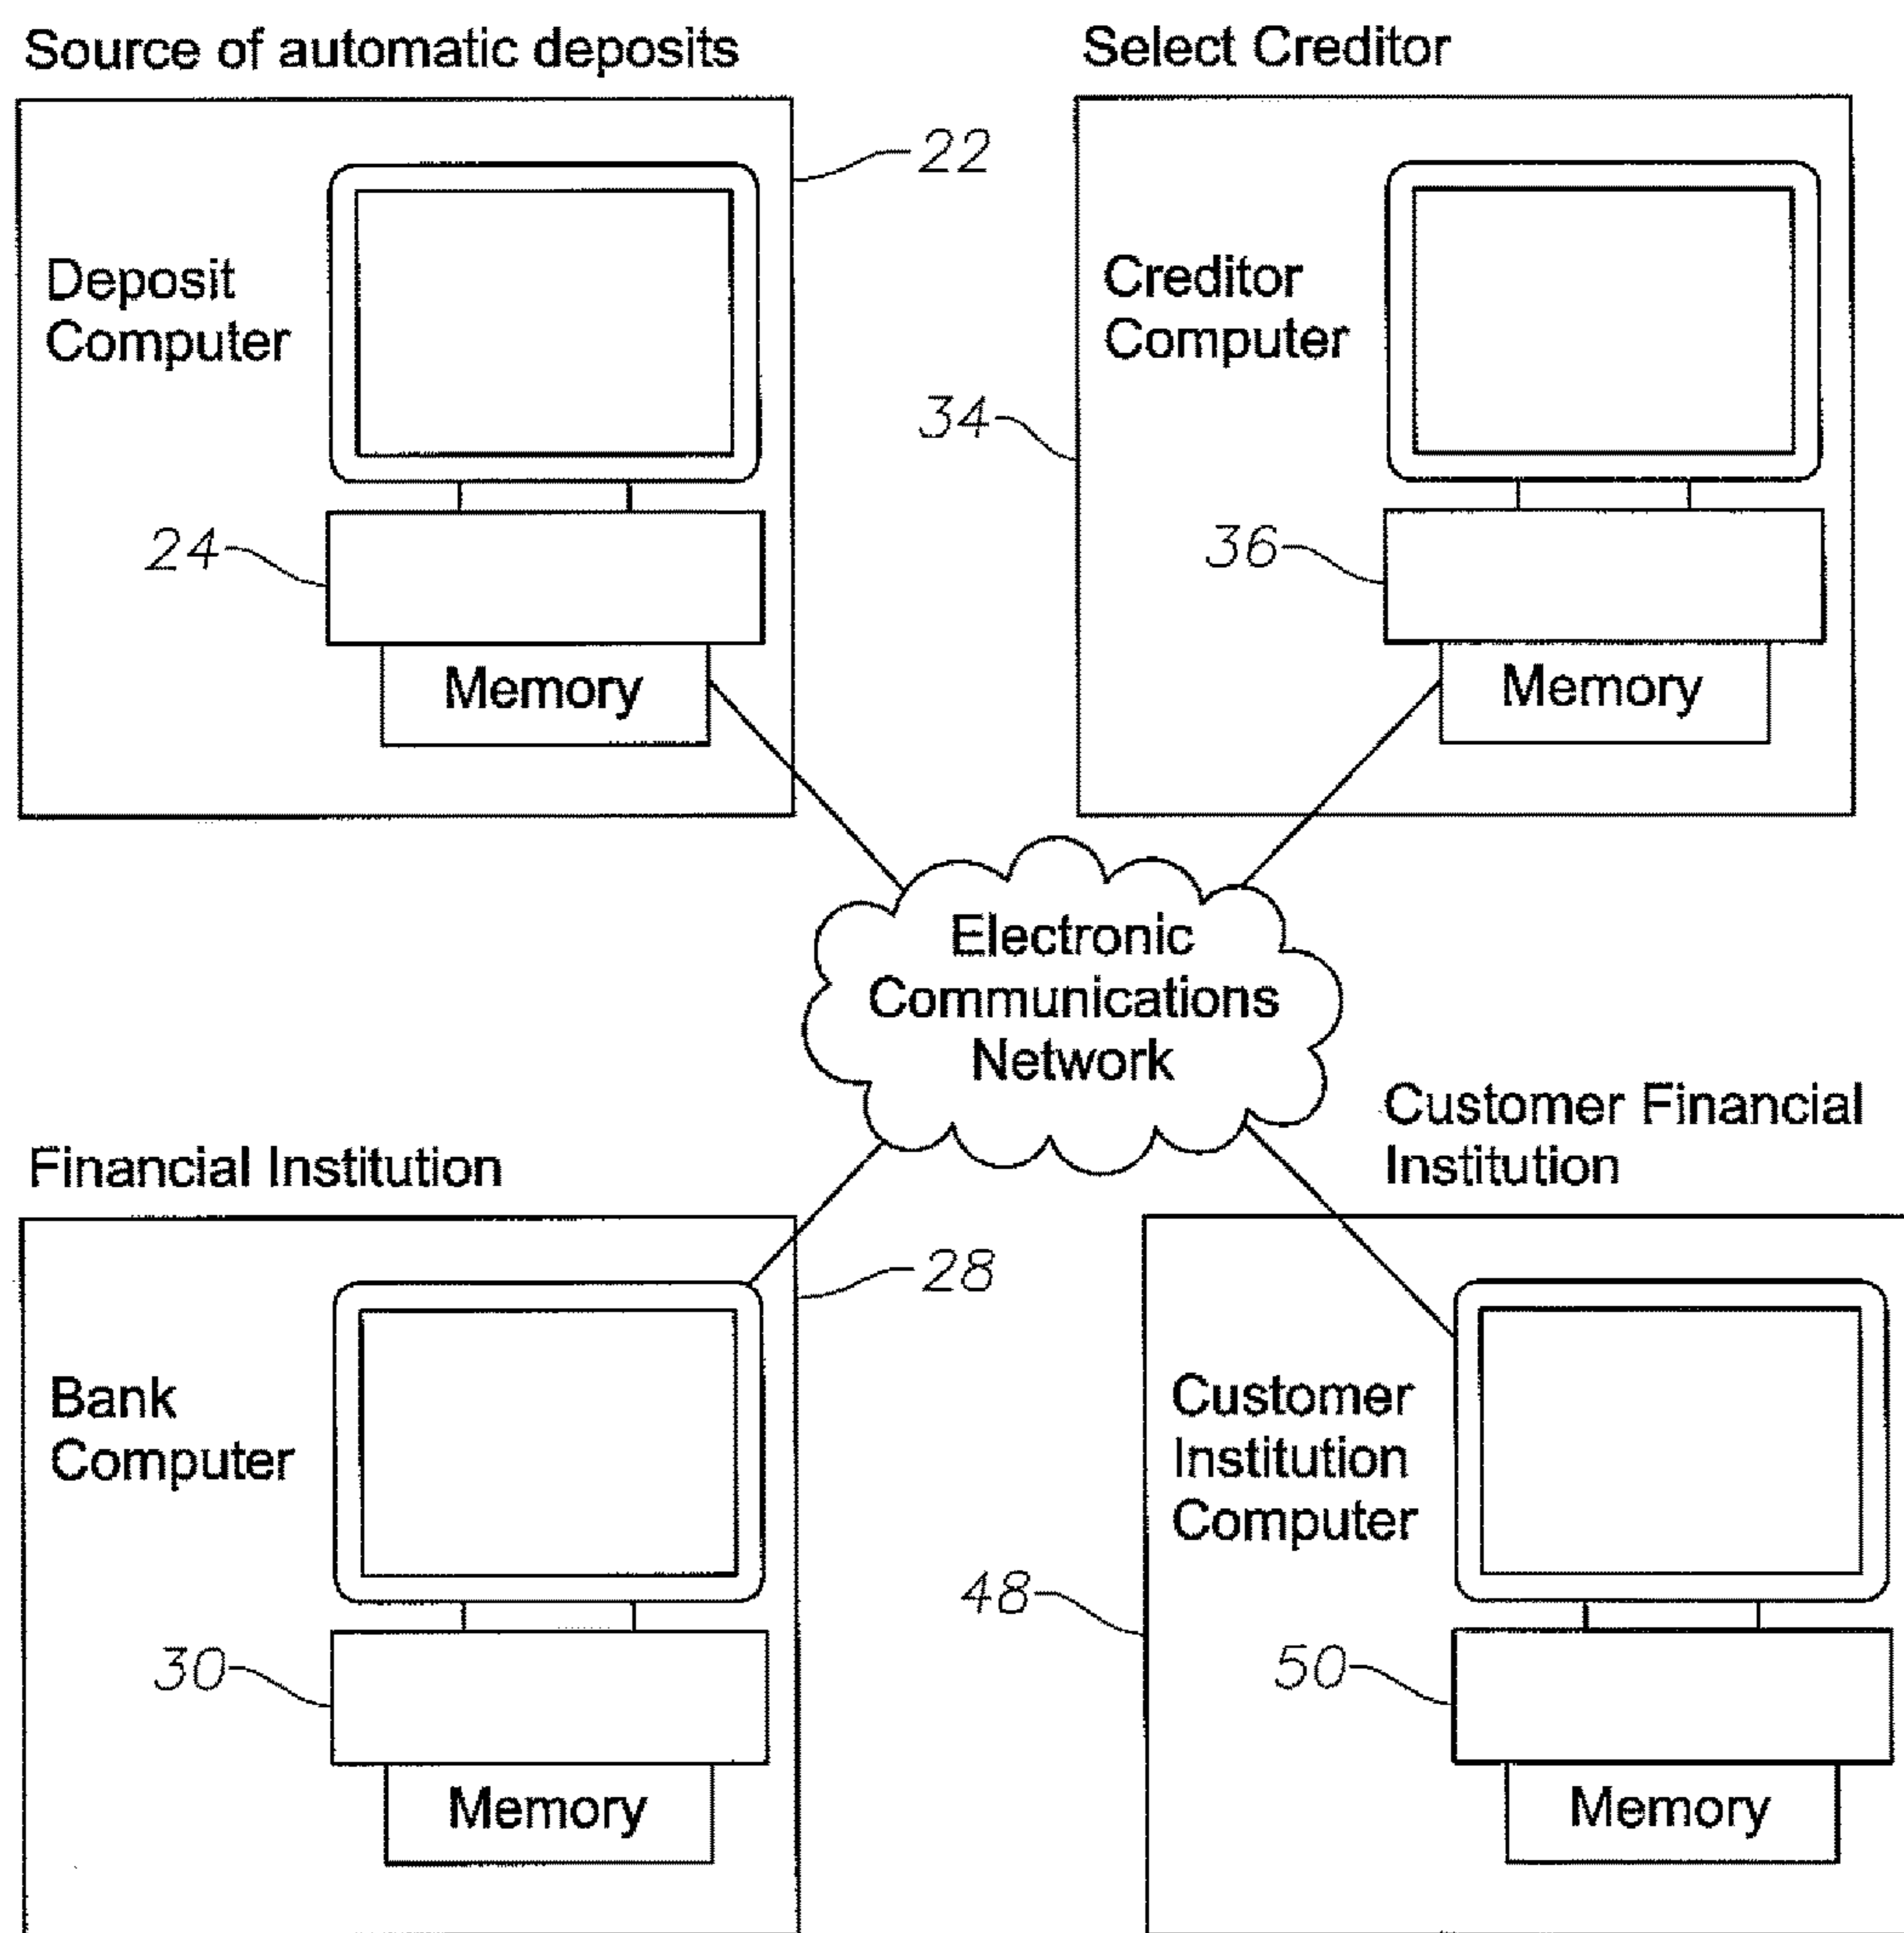 Source of automatic deposits
22
Deposit
Computer
24
Memory
Select Creditor
Creditor
Computer
34
36
Memory
Electronic
Communications
Network
Financial Institution
28
Bank
Computer
30
Memory
Customer Financial
Institution
Customer
Institution
Computer
48
50
Memory